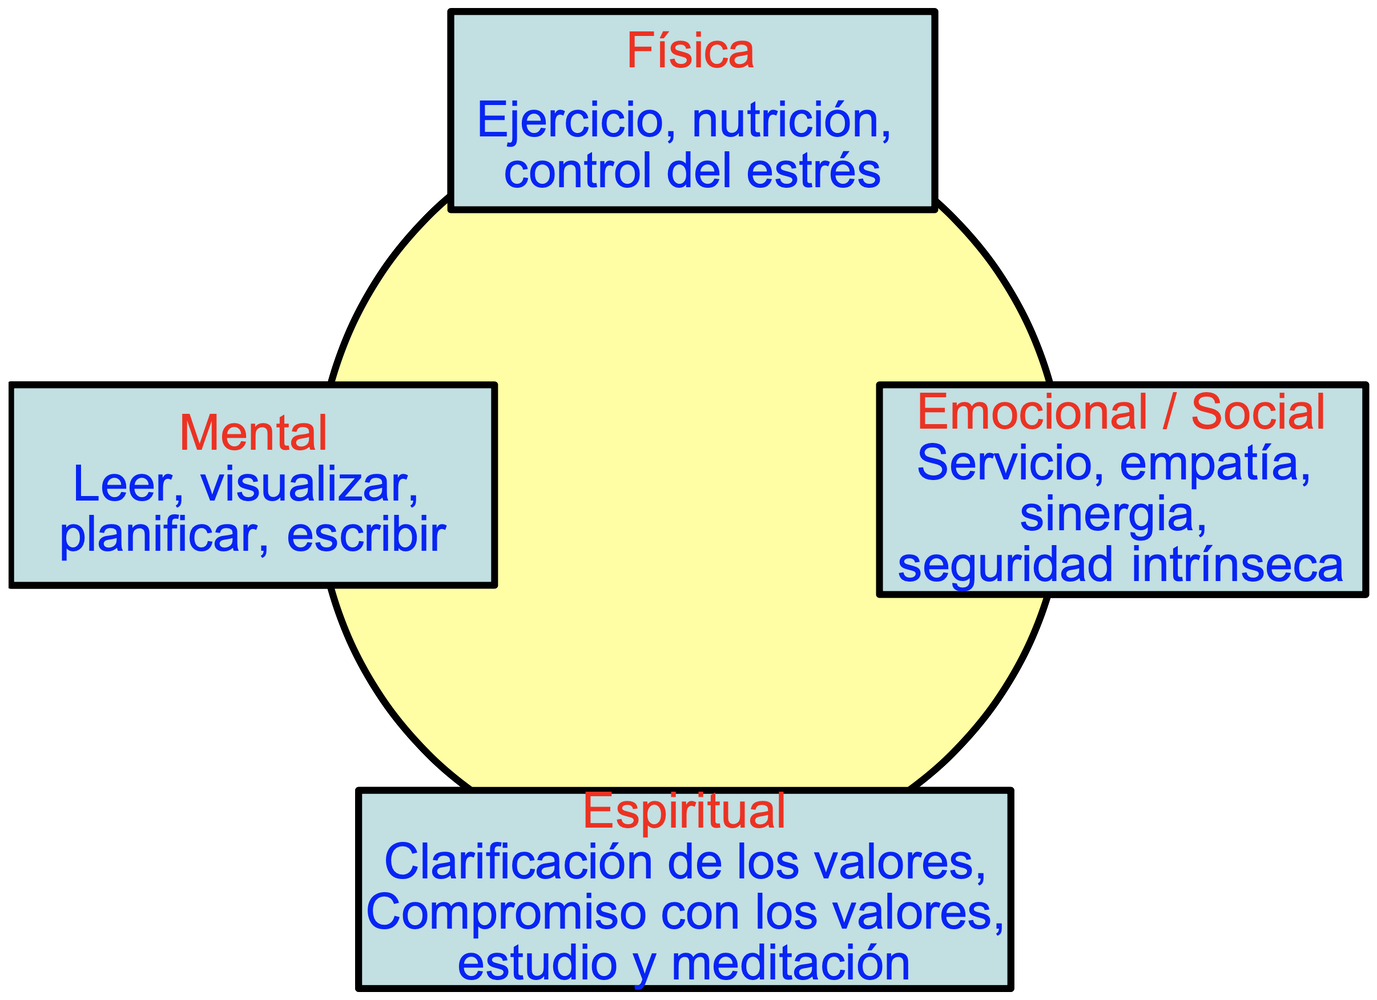 Física
Ejercicio, nutrición,
control del estrés
Mental
Leer, visualizar,
planificar, escribir
Emocional / Social
Servicio, empatía,
sinergia,
seguridad intrínseca
Espiritual
Clarificación de los valores,
Compromiso con los valores,
estudio y meditación